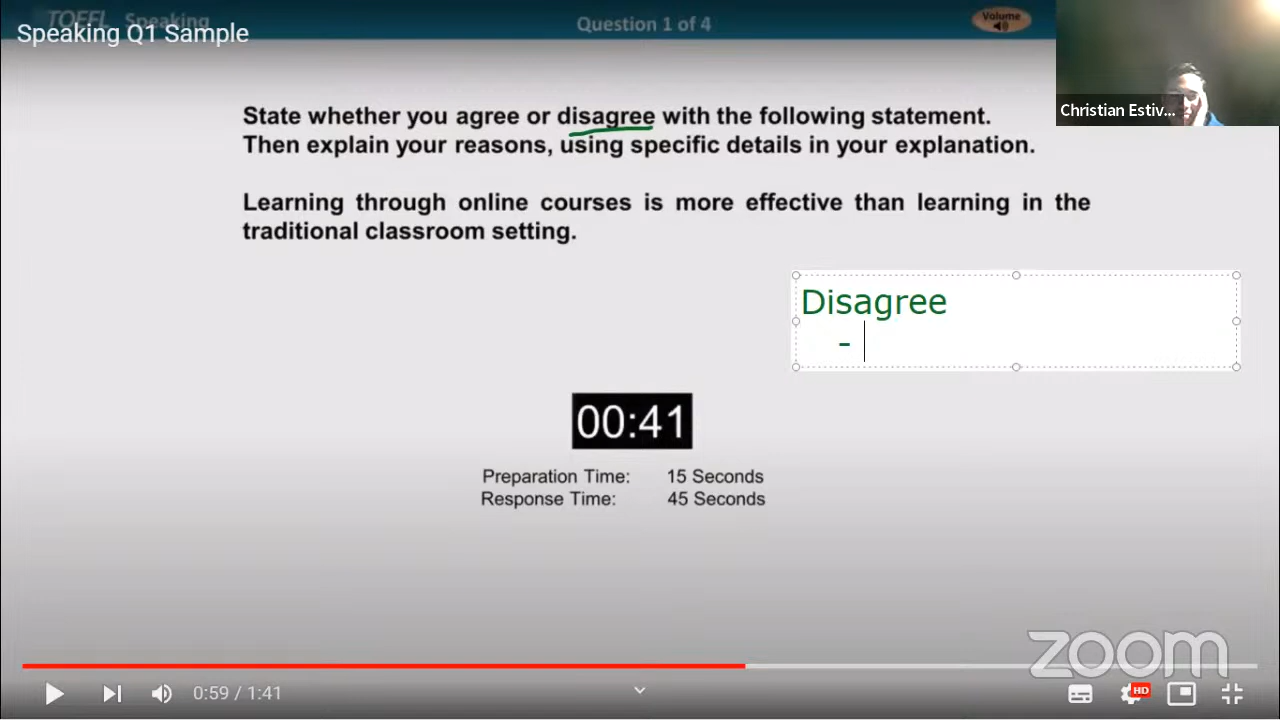 TOEFL Speaking
Speaking Q1 Sample
Question 1 of 4
Volume
Christian Estiv...
State whether you agree or disagree with the following statement.
Then explain your reasons, using specific details in your explanation.
Learning through online courses is more effective than learning in the
traditional classroom setting.
Disagree
-
00:41
Preparation Time: 15 Seconds
Response Time: 45 Seconds
zoom
0:59 / 1:41
HD